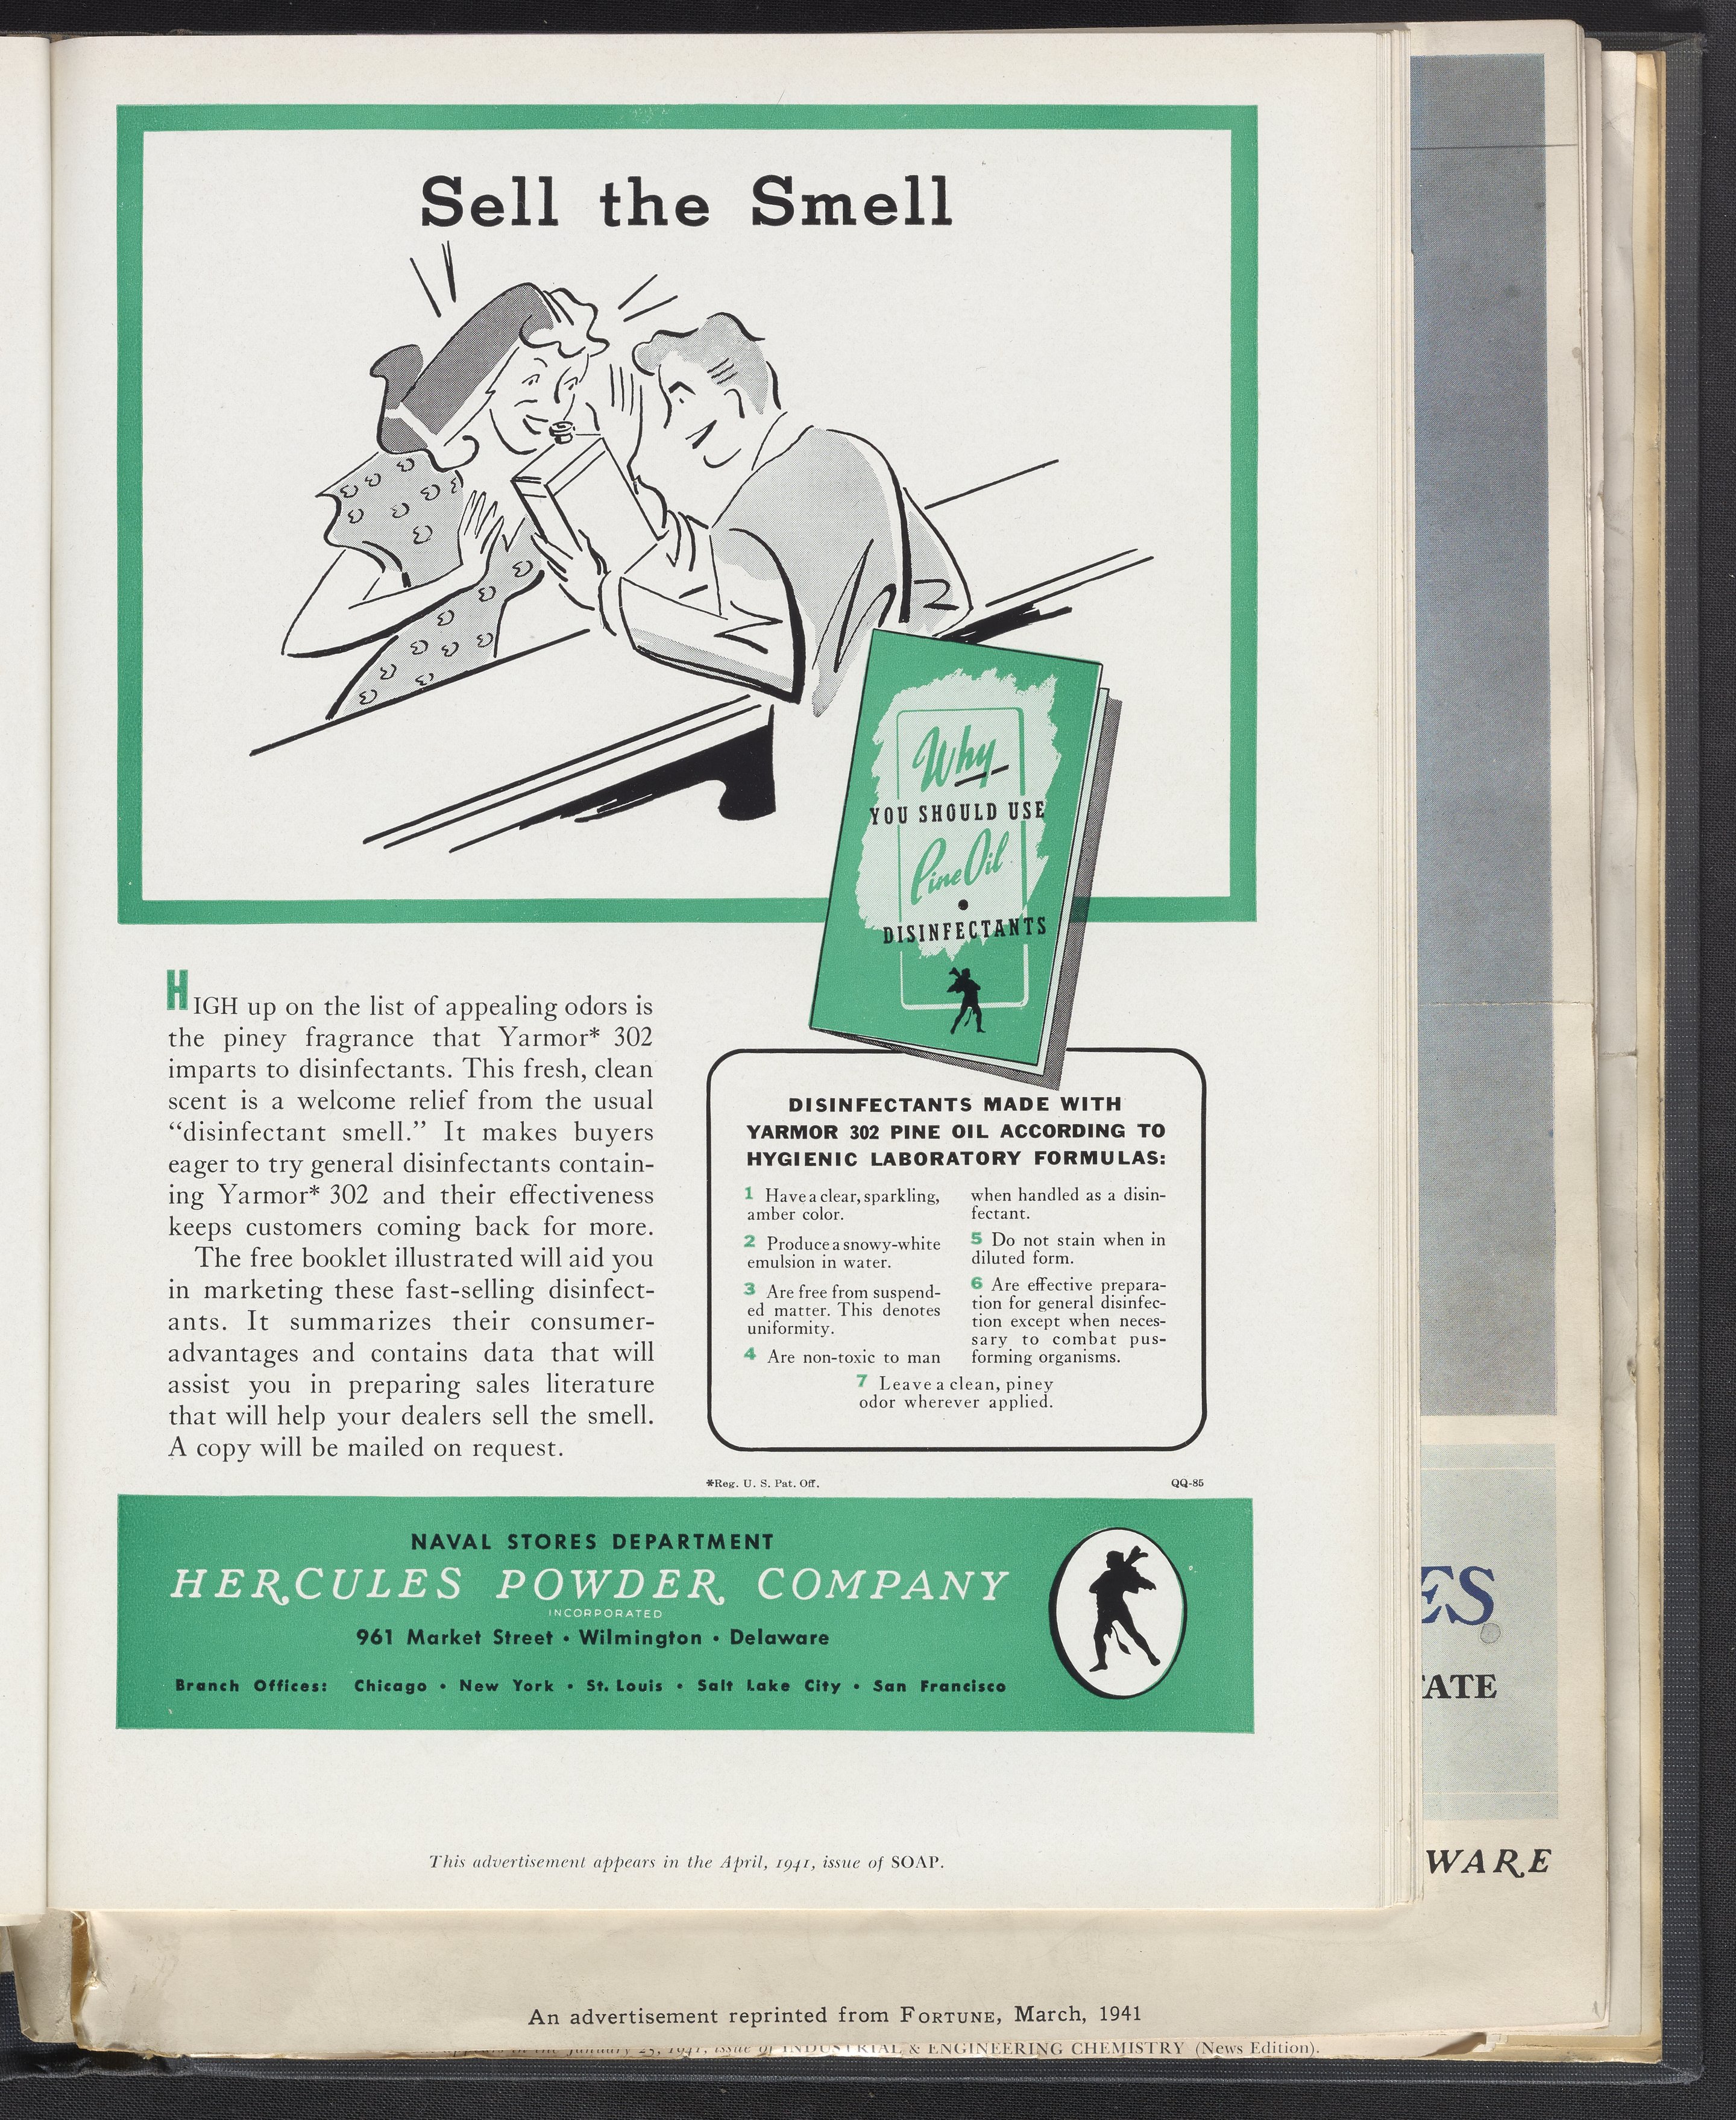 Sell the Smell
Why
YOU SHOULD USE
Pine Oil
DISINFECTANTS
HIGH up on the list of appealing odors is
the piney fragrance that Yarmor* 302
imparts to disinfectants. This fresh, clean
scent is a welcome relief from the usual
“disinfectant smell.” It makes buyers
eager to try general disinfectants contain-
ing Yarmor* 302 and their effectiveness
keeps customers coming back for more.
The free booklet illustrated will aid you
in marketing these fast-selling disinfect-
ants. It summarizes their consumer-
advantages and contains data that will
assist you in preparing sales literature
that will help your dealers sell the smell.
A copy will be mailed on request.
DISINFECTANTS MADE WITH
YARMOR 302 PINE OIL ACCORDING TO
HYGIENIC LABORATORY FORMULAS:
1 Have a clear, sparkling,
amber color.
2 Produce a snowy-white
emulsion in water.
3 Are free from suspend-
ed matter. This denotes
uniformity.
4 Are non-toxic to man
when handled as a disin-
fectant.
5 Do not stain when in
diluted form.
6 Are effective prepara-
tion for general disinfec-
tion except when neces-
sary to combat pus-
forming organisms.
7 Leave a clean, piney
odor wherever applied.
*Reg. U. S. Pat. Off.
QQ-85
NAVAL STORES DEPARTMENT
HERCULES POWDER COMPANY
INCORPORATED
961 Market Street • Wilmington • Delaware
Branch Offices: Chicago • New York • St. Louis • Salt Lake City • San Francisco
This advertisement appears in the April, 1941, issue of SOAP.
ES
ATE
WARE
An advertisement reprinted from FORTUNE, March, 1941
in the January 25, 1941, issue of INDUSTRIAL & ENGINEERING CHEMISTRY (News Edition).